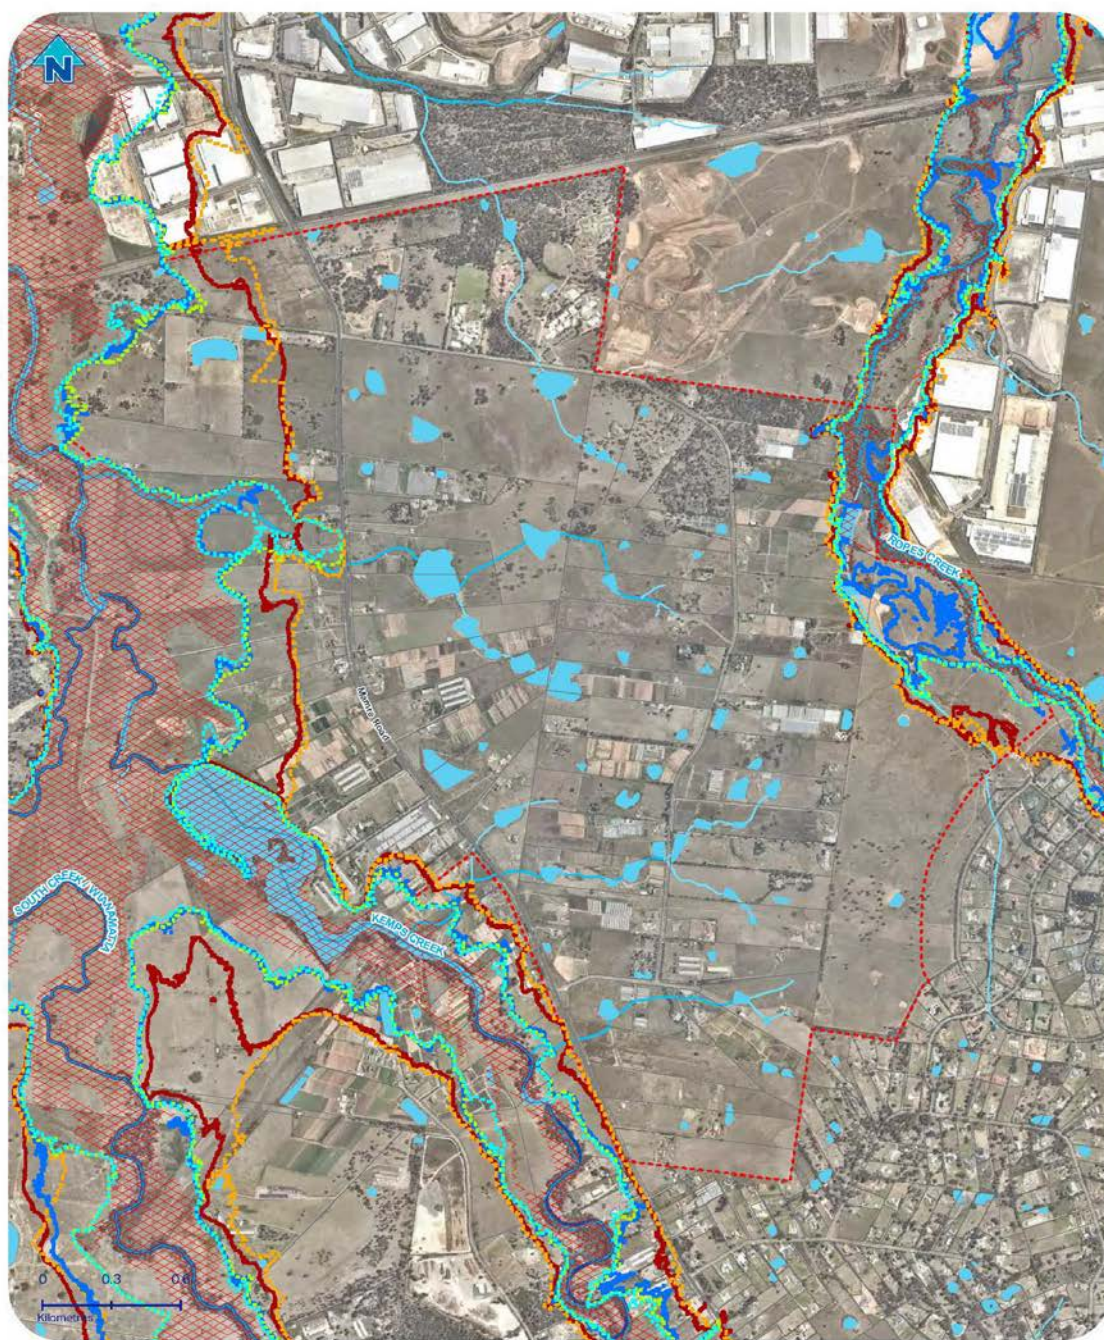 N
ROPES CREEK
Mamre Road
SOUTH CREEK / WIANAMATTA
KEMPS CREEK
0 0.3 0.6
Kilometres